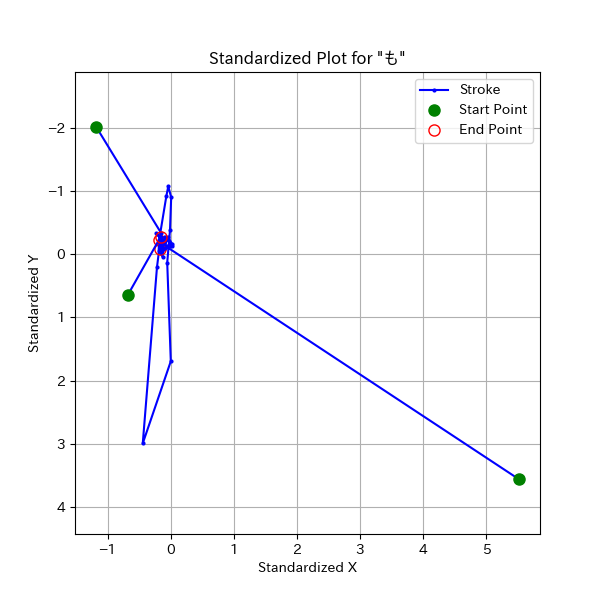 Standardized Plot for "も"
Stroke
Start Point
End Point
Standardized Y
−2
−1
0
1
2
3
4
−1 0 1 2 3 4 5
Standardized X